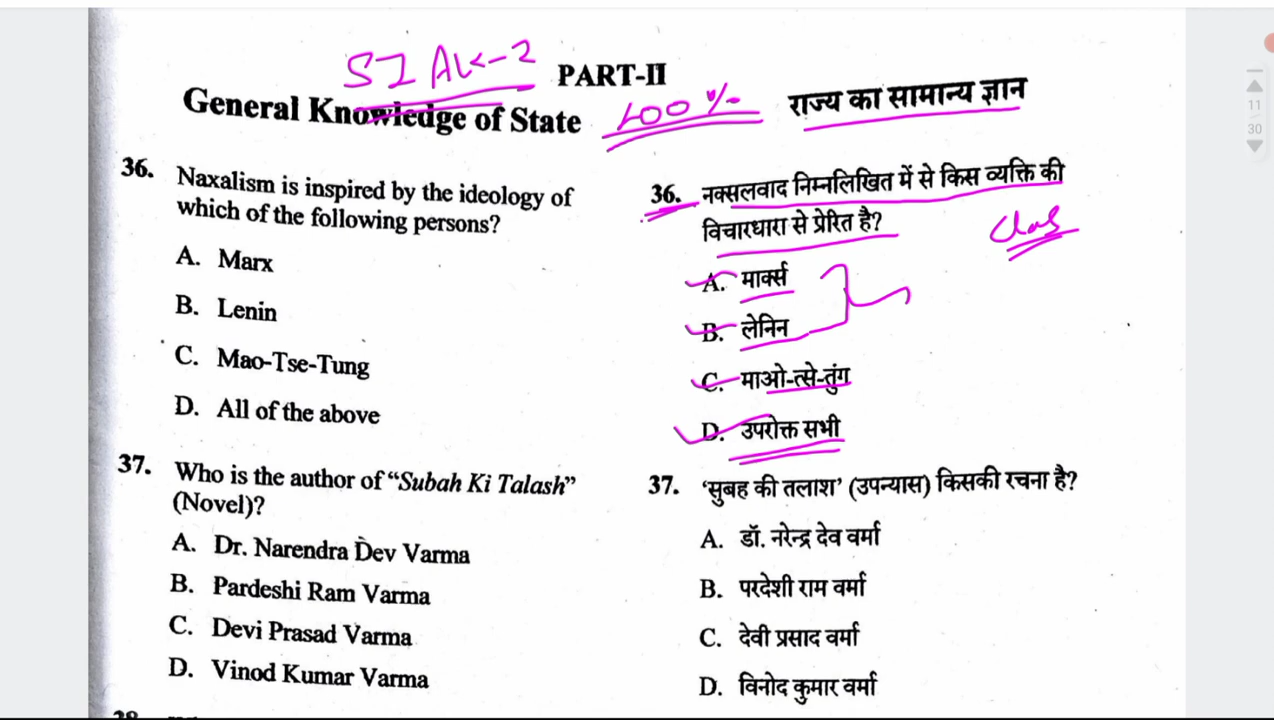 SI AK-2
PART-II
General Knowledge of State
100%
राज्य का सामान्य ज्ञान
36. Naxalism is inspired by the ideology of
which of the following persons?
A. Marx
B. Lenin
C. Mao-Tse-Tung
D. All of the above
37. Who is the author of “Subah Ki Talash”
(Novel)?
A. Dr. Narendra Dev Varma
B. Pardeshi Ram Varma
C. Devi Prasad Varma
D. Vinod Kumar Varma
36. नक्सलवाद निम्नलिखित में से किस व्यक्ति की
विचारधारा से प्रेरित है?
A. मार्क्स
B. लेनिन
C. माओ-त्से-तुंग
D. उपरोक्त सभी
37. ‘सुबह की तलाश’ (उपन्यास) किसकी रचना है?
A. डॉ. नरेन्द्र देव वर्मा
B. परदेशी राम वर्मा
C. देवी प्रसाद वर्मा
D. विनोद कुमार वर्मा
11
30